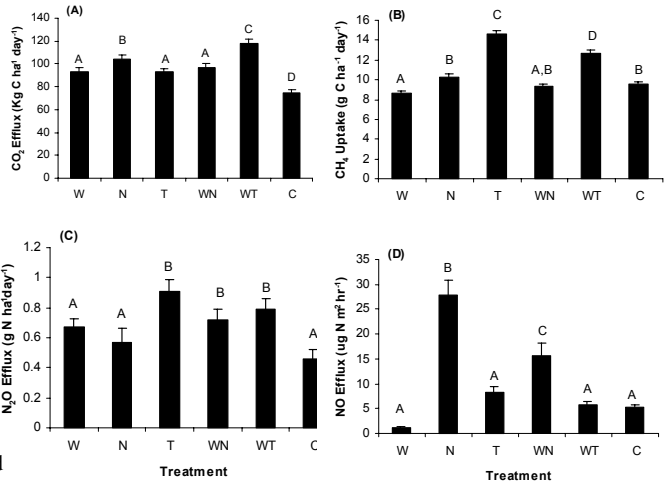 (A)
CO2 Efflux (Kg C ha-1 day-1)
140
120
100
80
60
40
20
0
A
B
A
A
C
D
W
N
T
WN
WT
C
(B)
CH4 Uptake (g C ha-1 day-1)
16
14
12
10
8
6
4
2
0
A
B
C
A,B
D
B
W
N
T
WN
WT
C
(C)
N2O Efflux (g N ha1day-1)
1.2
1
0.8
0.6
0.4
0.2
0
A
A
B
B
B
A
W
N
T
WN
WT
C
Treatment
(D)
NO Efflux (ug N m2 hr-1)
35
30
25
20
15
10
5
0
A
B
A
C
A
A
W
N
T
WN
WT
C
Treatment